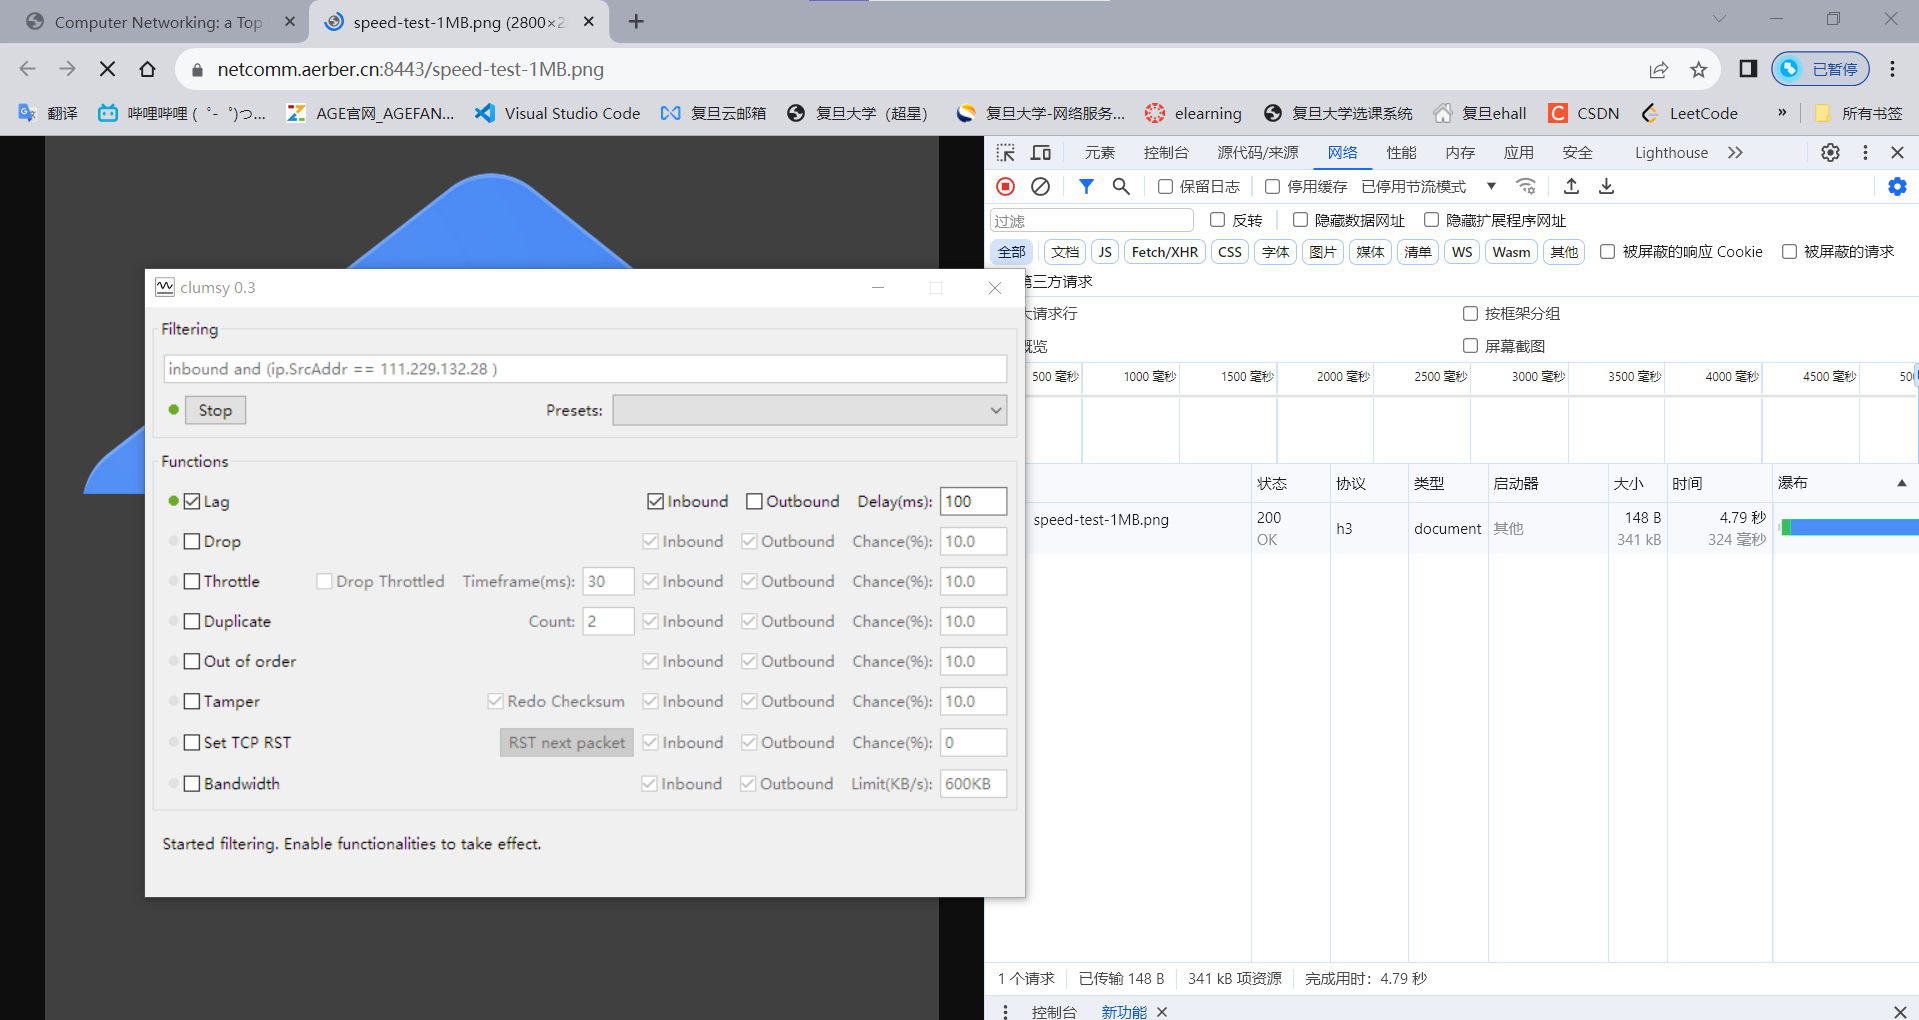 Computer Networking: a Top
speed-test-1MB.png (2800×2
netcomm.aerber.cn:8443/speed-test-1MB.png
已暂停
翻译
哔哩哔哩 ( ゜- ゜)つ...
AGE官网_AGEFAN...
Visual Studio Code
复旦云邮箱
复旦大学（超星）
复旦大学-网络服务...
elearning
复旦大学选课系统
复旦ehall
CSDN
LeetCode
»
所有书签
元素 控制台 源代码/来源 网络 性能 内存 应用 安全 Lighthouse
保留日志 停用缓存 已停用节流模式
过滤 反转 隐藏数据网址 隐藏扩展程序网址
全部 文档 JS Fetch/XHR CSS 字体 图片 媒体 清单 WS Wasm 其他 被屏蔽的响应 Cookie 被屏蔽的请求
第三方请求
大请求行 按框架分组
概览 屏幕截图
500 毫秒 1000 毫秒 1500 毫秒 2000 毫秒 2500 毫秒 3000 毫秒 3500 毫秒 4000 毫秒 4500 毫秒 500
状态 协议 类型 启动器 大小 时间 瀑布
speed-test-1MB.png 200 h3 document 其他 148 B 4.79 秒
OK 341 kB 324 毫秒
1 个请求 已传输 148 B 341 kB 项资源 完成用时：4.79 秒
控制台 新功能
clumsy 0.3
Filtering
inbound and (ip.SrcAddr == 111.229.132.28 )
Stop Presets:
Functions
Lag Inbound Outbound Delay(ms): 100
Drop Inbound Outbound Chance(%): 10.0
Throttle Drop Throttled Timeframe(ms): 30 Inbound Outbound Chance(%): 10.0
Duplicate Count: 2 Inbound Outbound Chance(%): 10.0
Out of order Inbound Outbound Chance(%): 10.0
Tamper Redo Checksum Inbound Outbound Chance(%): 10.0
Set TCP RST RST next packet Inbound Outbound Chance(%): 0
Bandwidth Inbound Outbound Limit(KB/s): 600KB
Started filtering. Enable functionalities to take effect.